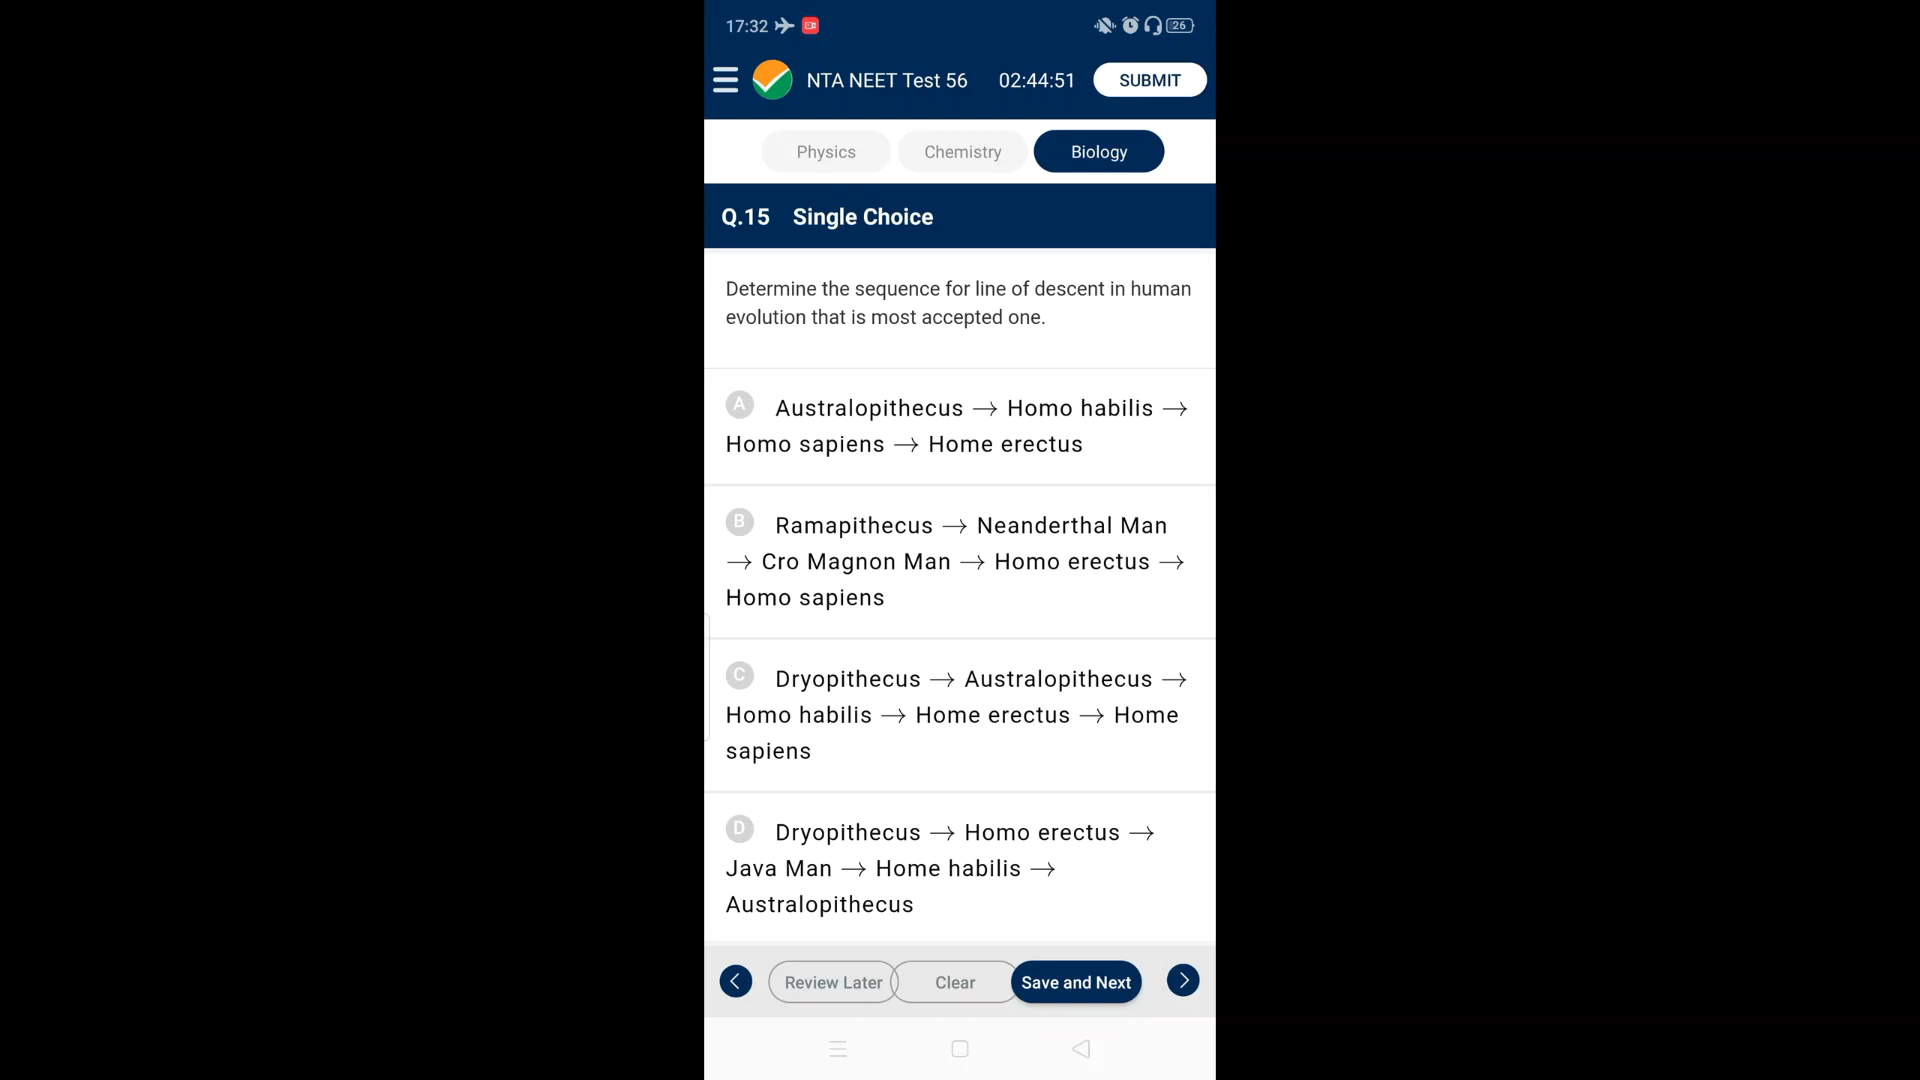 17:32 26
NTA NEET Test 56 02:44:51 SUBMIT
Physics Chemistry Biology
Q.15 Single Choice
Determine the sequence for line of descent in human
evolution that is most accepted one.
A Australopithecus → Homo habilis →
Homo sapiens → Home erectus
B Ramapithecus → Neanderthal Man
→ Cro Magnon Man → Homo erectus →
Homo sapiens
C Dryopithecus → Australopithecus →
Homo habilis → Home erectus → Home
sapiens
D Dryopithecus → Homo erectus →
Java Man → Home habilis →
Australopithecus
Review Later Clear Save and Next